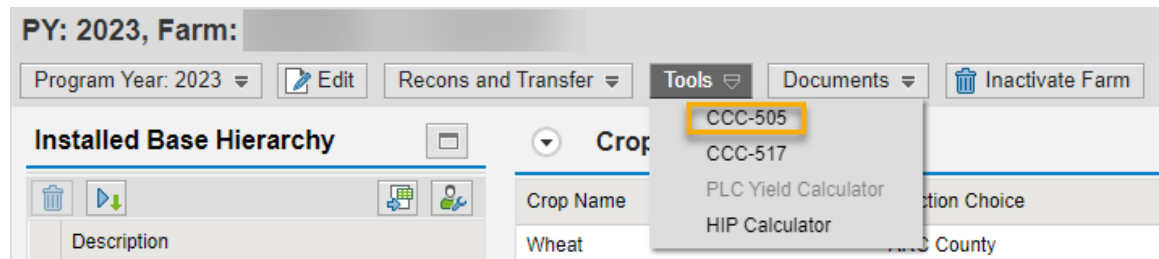 PY: 2023, Farm:
Program Year: 2023 Edit Recons and Transfer Tools Documents Inactivate Farm
CCC-505
Installed Base Hierarchy Crop
CCC-517
PLC Yield Calculator
Crop Name ction Choice
HIP Calculator
Description Wheat County